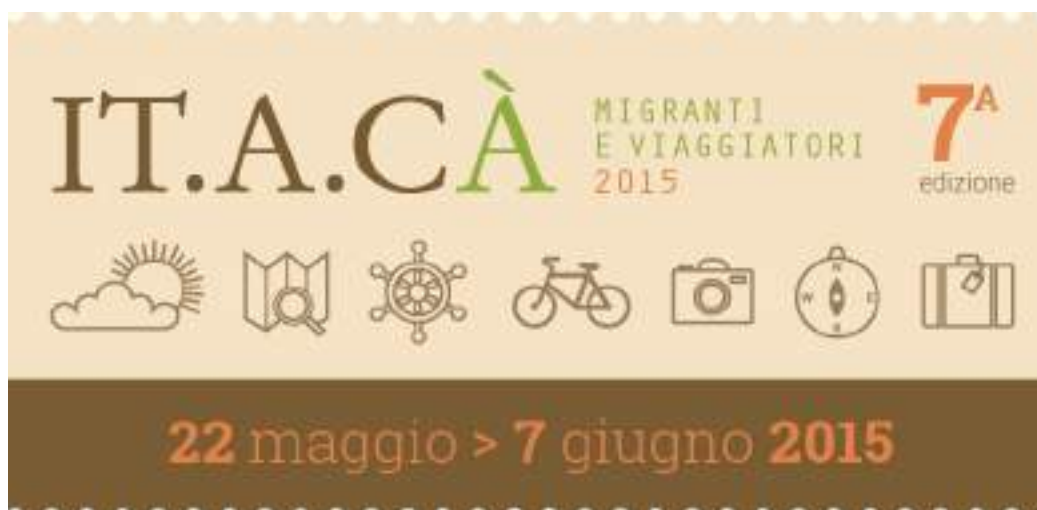 IT.A.CÀ
MIGRANTI
E VIAGGIATORI
2015
7A
edizione
N
W E
S
22 maggio > 7 giugno 2015